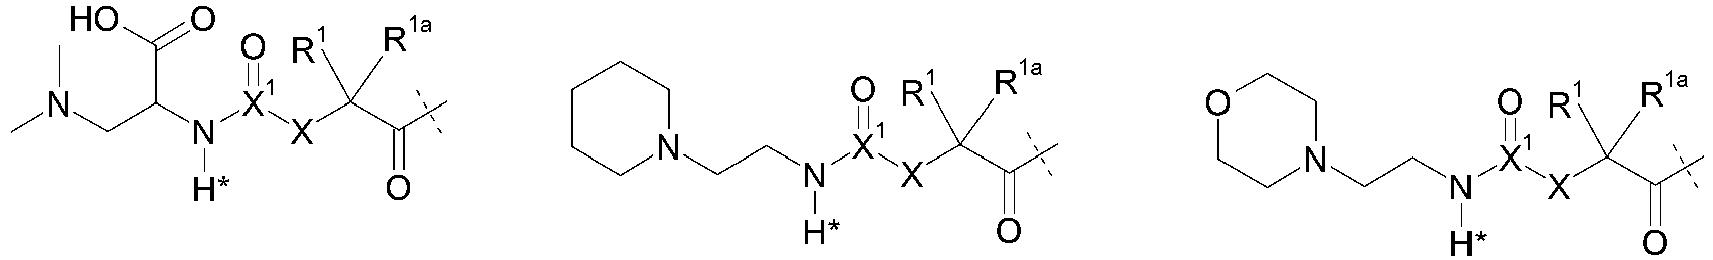 HO O O R1 R1a
N X1
N X
H* O
O R1 R1a
N X1
N X
H* O
O O R1 R1a
N X1
N X
H* O